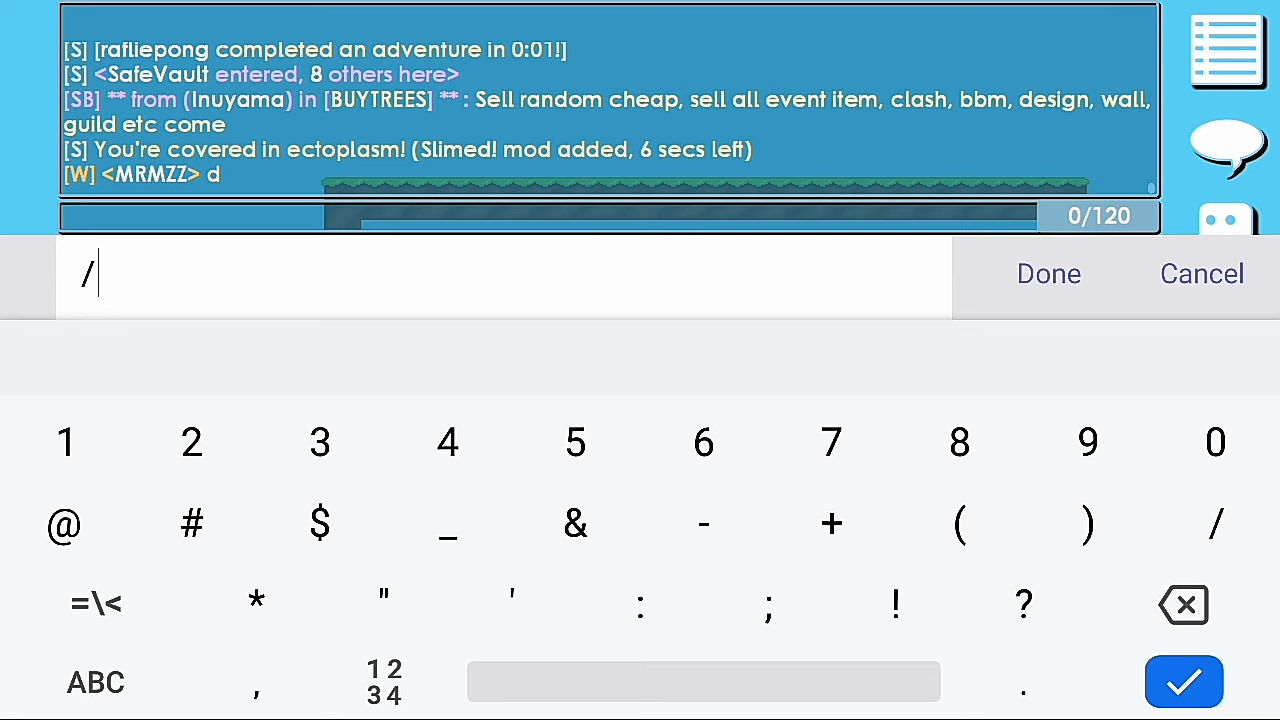 [S] [rafliepong completed an adventure in 0:01!]
[S] <SafeVault entered, 8 others here>
[SB] ** from (Inuyama) in [BUYTREES] ** : Sell random cheap, sell all event item, clash, bbm, design, wall,
guild etc come
[S] You're covered in ectoplasm! (Slimed! mod added, 6 secs left)
[W] <MRMZZ> d
0/120
/
Done
Cancel
1 2 3 4 5 6 7 8 9 0
@ # $ _ & - + ( ) /
=\< * " ' : ; ! ?
ABC , 12 .
34